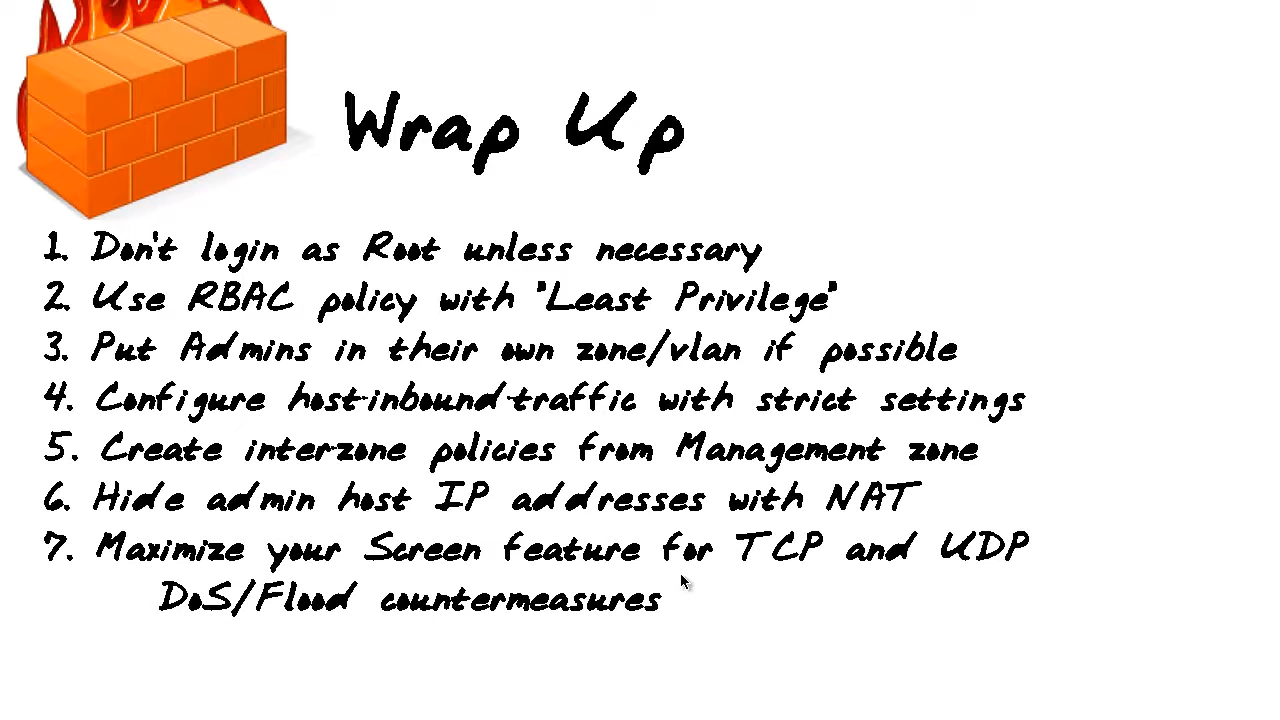 Wrap Up
1. Don't login as Root unless necessary
2. Use RBAC policy with "Least Privilege"
3. Put Admins in their own zone/vlan if possible
4. Configure host-inbound-traffic with strict settings
5. Create inter-zone policies from Management zone
6. Hide admin host IP addresses with NAT
7. Maximize your Screen feature for TCP and UDP
DoS/Flood countermeasures